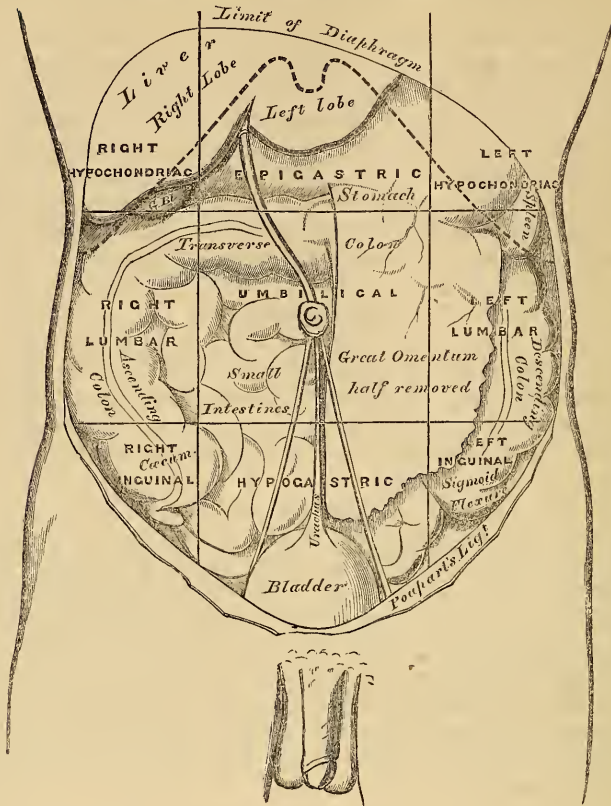 Limit of Diaphragm
Liver
Right Lobe
Left lobe
RIGHT
HYPOCHONDRIAC
EPIGASTRIC
LEFT
HYPOCHONDRIAC
G. Bl.
Stomach
Spleen
Transverse
Colon
UMBILICAL
RIGHT
LUMBAR
LEFT
LUMBAR
Ascending
Colon
Small
Intestines
Great Omentum
half removed
Descending
Colon
RIGHT
Cæcum
INGUINAL
HYPOGASTRIC
LEFT
INGUINAL
Sigmoid
Flexure
Urachus
Bladder
Poupart's Ligt